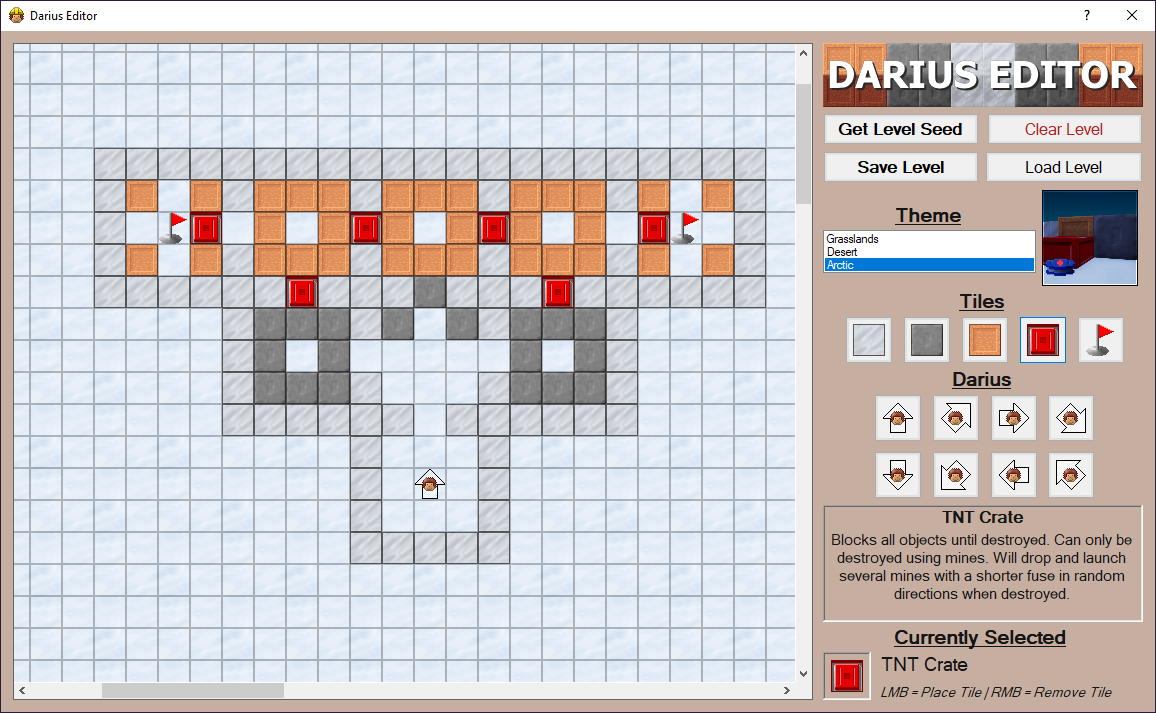 Darius Editor
?
DARIUS EDITOR
Get Level Seed
Clear Level
Save Level
Load Level
Theme
Grasslands
Desert
Arctic
Tiles
Darius
TNT Crate
Blocks all objects until destroyed. Can only be
destroyed using mines. Will drop and launch
several mines with a shorter fuse in random
directions when destroyed.
Currently Selected
TNT Crate
LMB = Place Tile | RMB = Remove Tile